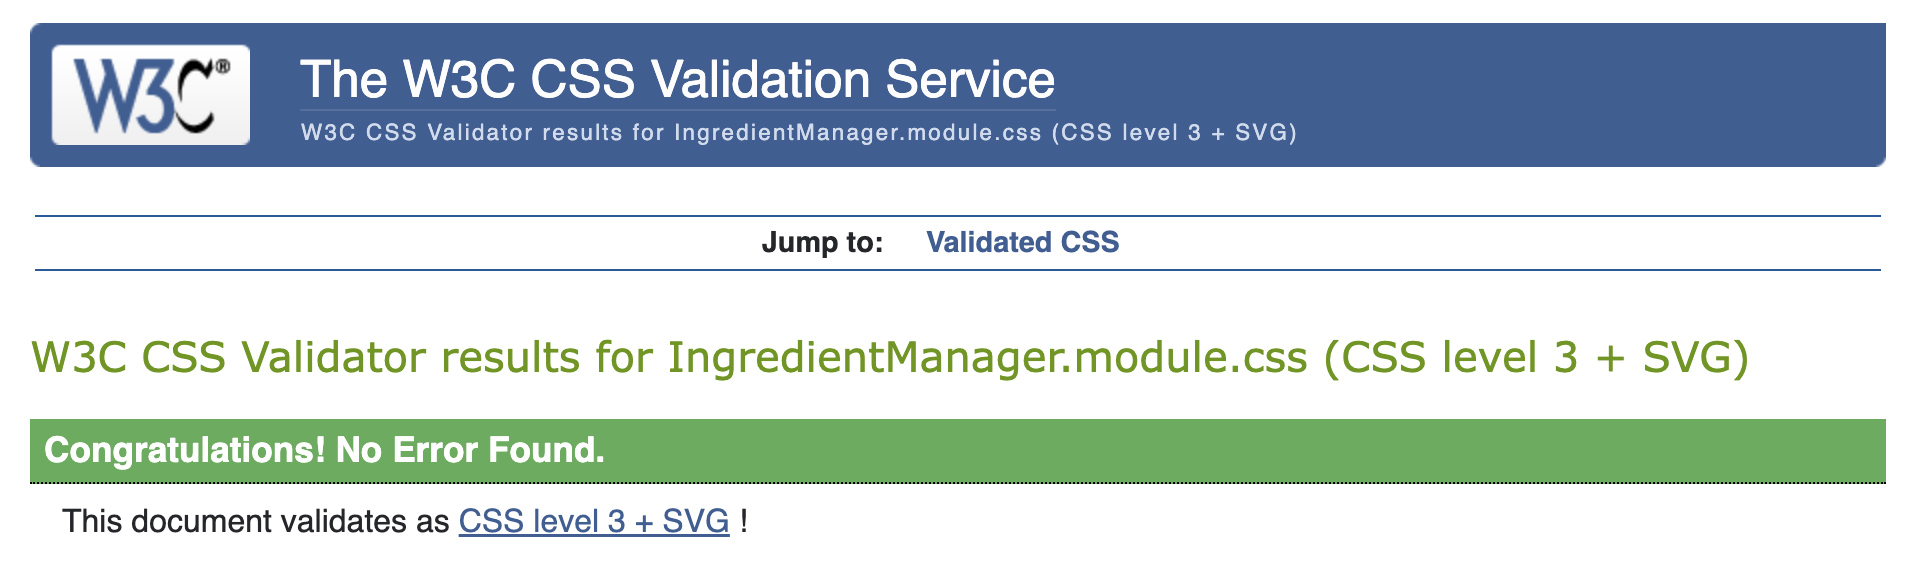 W3C®
The W3C CSS Validation Service
W3C CSS Validator results for IngredientManager.module.css (CSS level 3 + SVG)
Jump to: Validated CSS
W3C CSS Validator results for IngredientManager.module.css (CSS level 3 + SVG)
Congratulations! No Error Found.
This document validates as CSS level 3 + SVG !